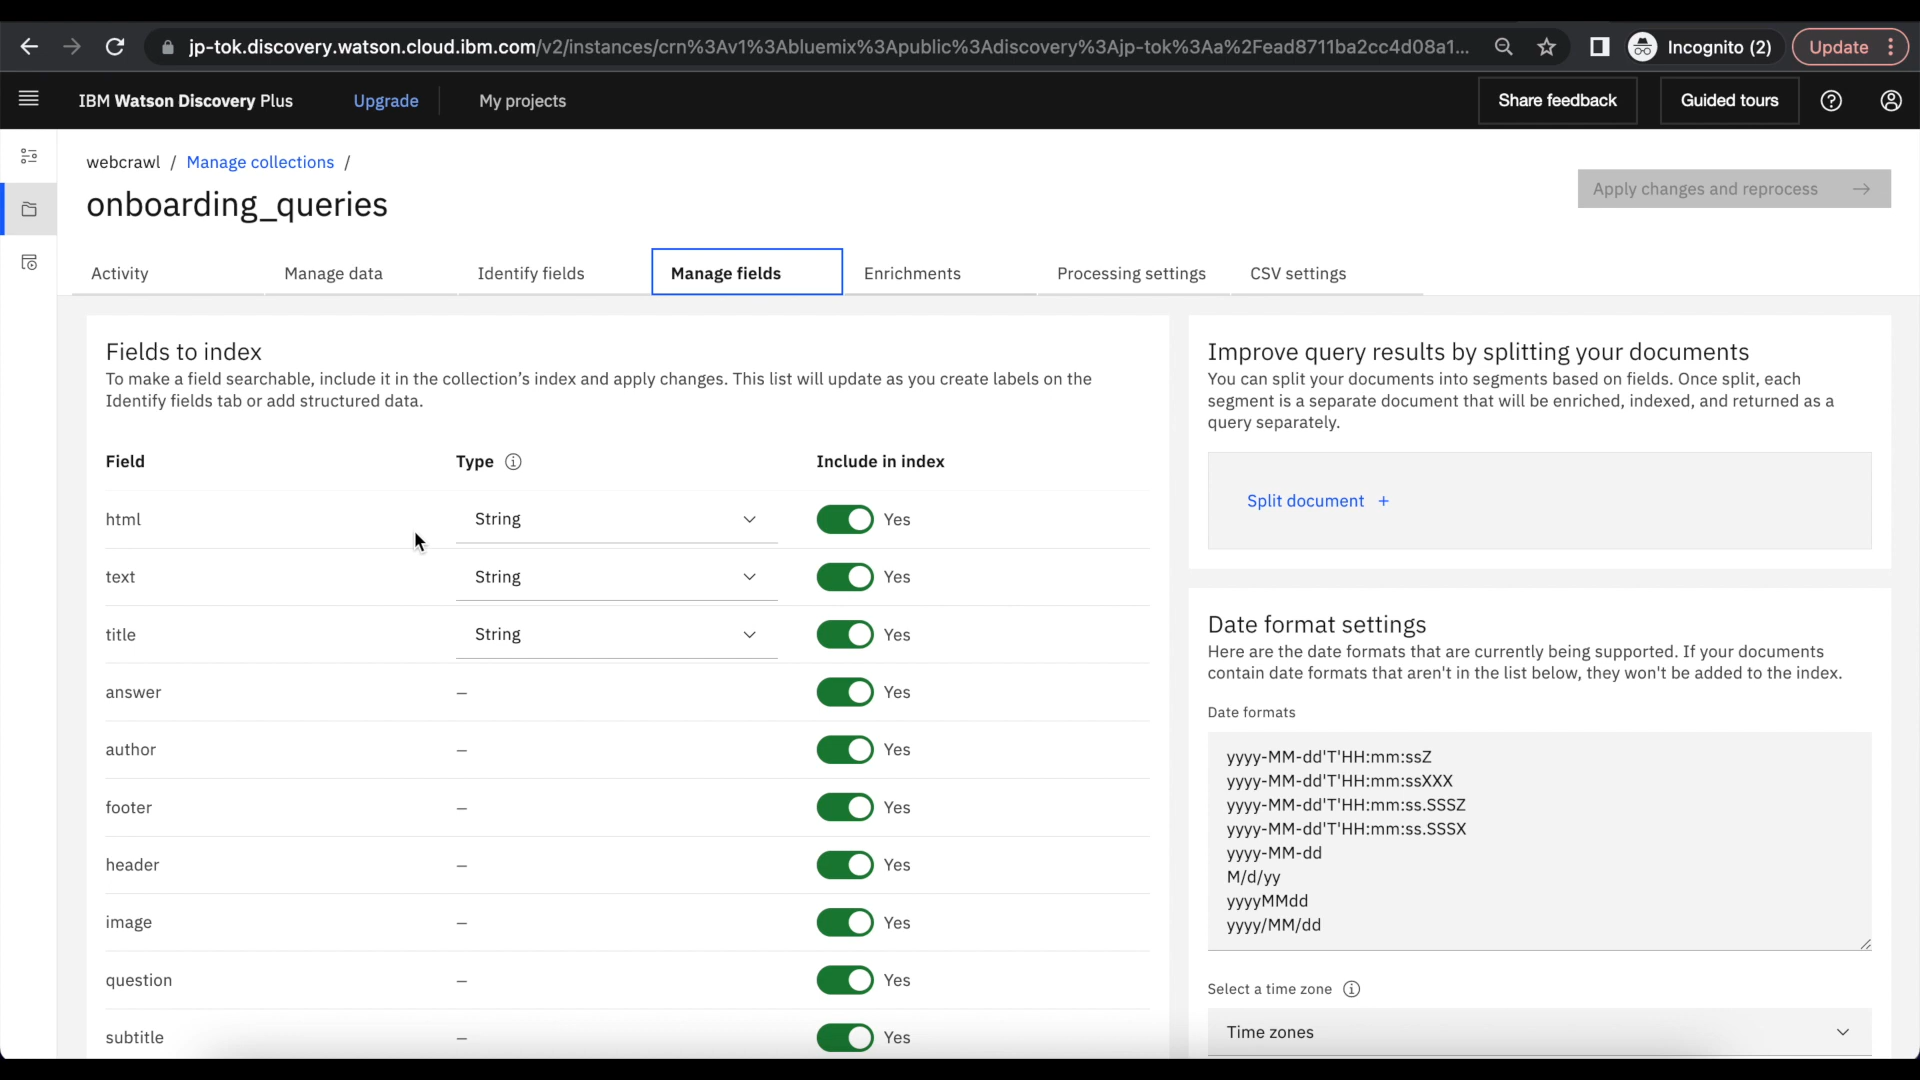 jp-tok.discovery.watson.cloud.ibm.com/v2/instances/crn%3Av1%3Abluemix%3Apublic%3Adiscovery%3Ajp-tok%3Aa%2Fead8711ba2cc4d08a1...
Incognito (2)
Update
IBM Watson Discovery Plus
Upgrade
My projects
Share feedback
Guided tours
webcrawl / Manage collections /
onboarding_queries
Apply changes and reprocess
Activity
Manage data
Identify fields
Manage fields
Enrichments
Processing settings
CSV settings
Fields to index
To make a field searchable, include it in the collection's index and apply changes. This list will update as you create labels on the
Identify fields tab or add structured data.
Field Type Include in index
html String Yes
text String Yes
title String Yes
answer – Yes
author – Yes
footer – Yes
header – Yes
image – Yes
question – Yes
subtitle – Yes
Improve query results by splitting your documents
You can split your documents into segments based on fields. Once split, each
segment is a separate document that will be enriched, indexed, and returned as a
query separately.
Split document +
Date format settings
Here are the date formats that are currently being supported. If your documents
contain date formats that aren't in the list below, they won't be added to the index.
Date formats
yyyy-MM-dd'T'HH:mm:ssZ
yyyy-MM-dd'T'HH:mm:ssXXX
yyyy-MM-dd'T'HH:mm:ss.SSSZ
yyyy-MM-dd'T'HH:mm:ss.SSSX
yyyy-MM-dd
M/d/yy
yyyyMMdd
yyyy/MM/dd
Select a time zone
Time zones